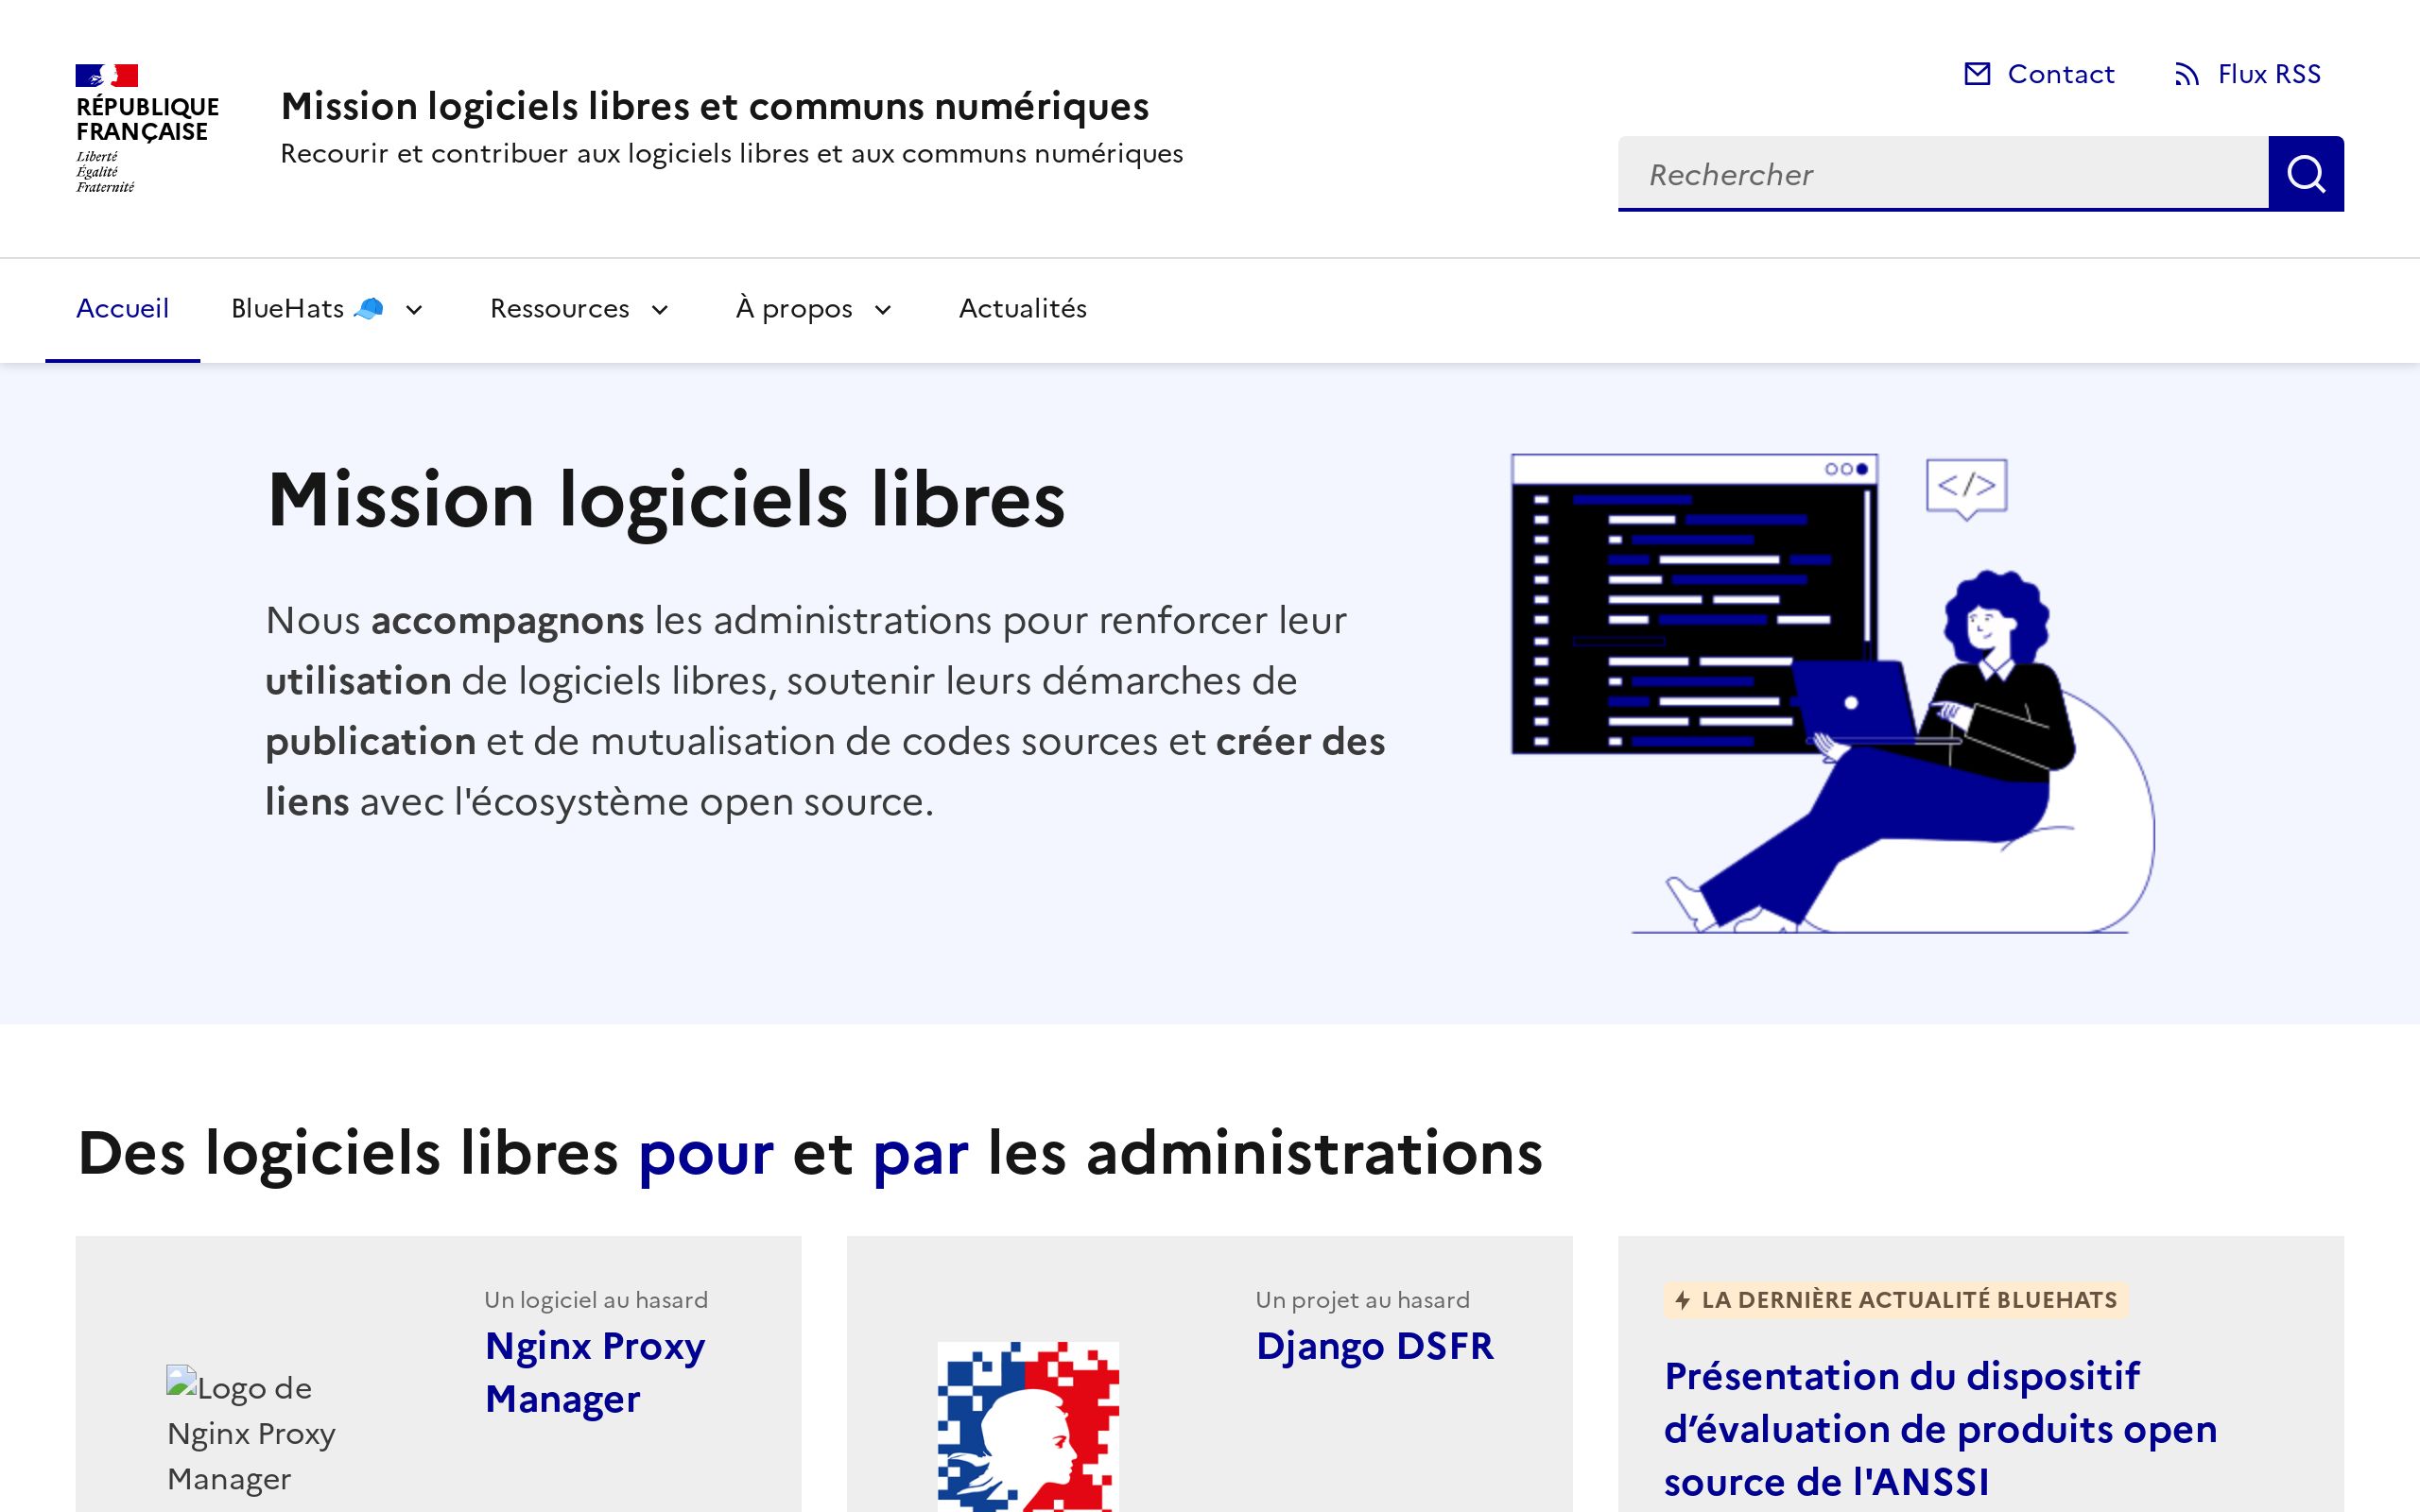 RÉPUBLIQUE
FRANÇAISE
Liberté
Égalité
Fraternité
Mission logiciels libres et communs numériques
Recourir et contribuer aux logiciels libres et aux communs numériques
Contact
Flux RSS
Rechercher
Accueil
BlueHats 🧢
Ressources
À propos
Actualités
Mission logiciels libres
Nous accompagnons les administrations pour renforcer leur
utilisation de logiciels libres, soutenir leurs démarches de
publication et de mutualisation de codes sources et créer des
liens avec l'écosystème open source.
</>
Des logiciels libres pour et par les administrations
Logo de
Nginx Proxy
Manager
Un logiciel au hasard
Nginx Proxy
Manager
Un projet au hasard
Django DSFR
LA DERNIÈRE ACTUALITÉ BLUEHATS
Présentation du dispositif
d’évaluation de produits open
source de l'ANSSI